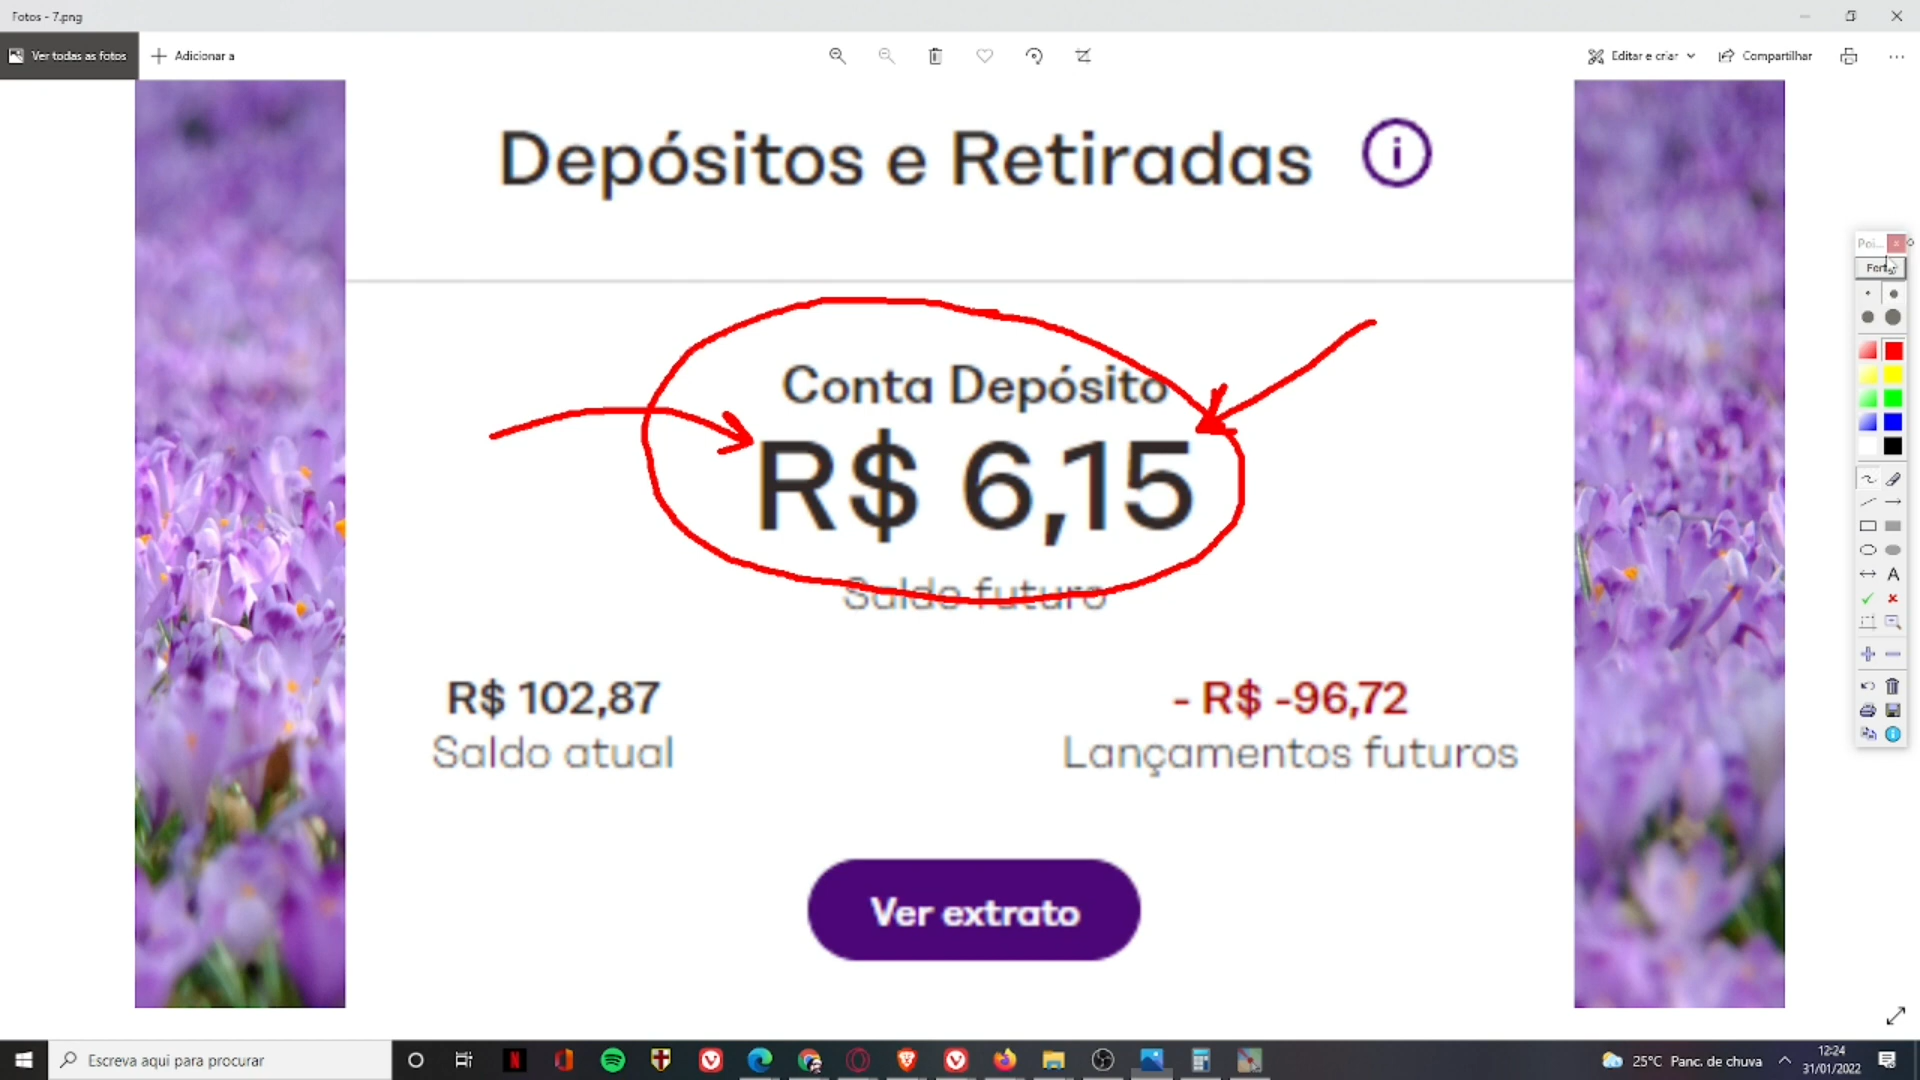 Fotos - 7.png
Ver todas as fotos
Adicionar a
Editar e criar
Compartilhar
Depósitos e Retiradas
Conta Depósito
R$ 6,15
Saldo futuro
R$ 102,87
Saldo atual
- R$ -96,72
Lançamentos futuros
Ver extrato
A
Escreva aqui para procurar
25°C Panc. de chuva
12:24
31/01/2022